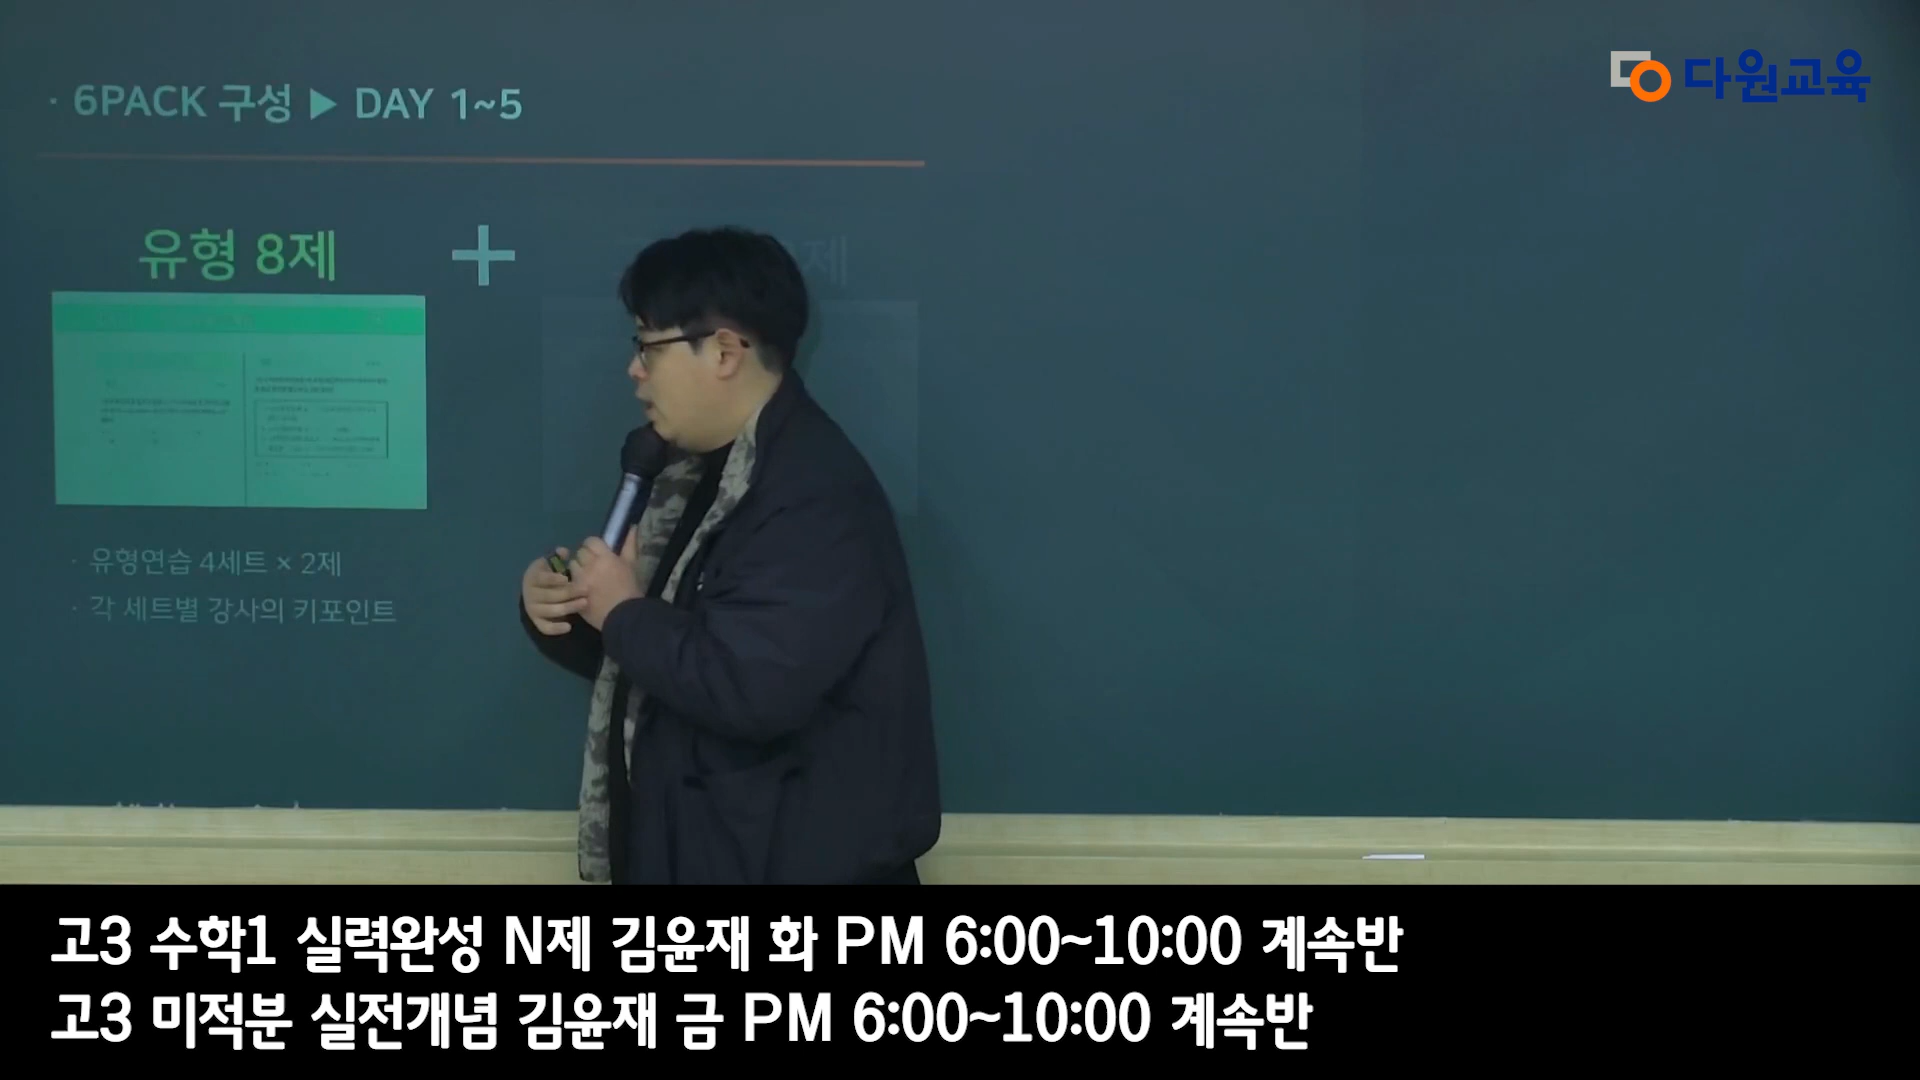 다원교육
· 6PACK 구성 ▶ DAY 1~5
유형 8제
+
제
· 유형연습 4세트 × 2제
· 각 세트별 강사의 키포인트
고3 수학1 실력완성 N제 김윤재 화 PM 6:00~10:00 계속반
고3 미적분 실전개념 김윤재 금 PM 6:00~10:00 계속반